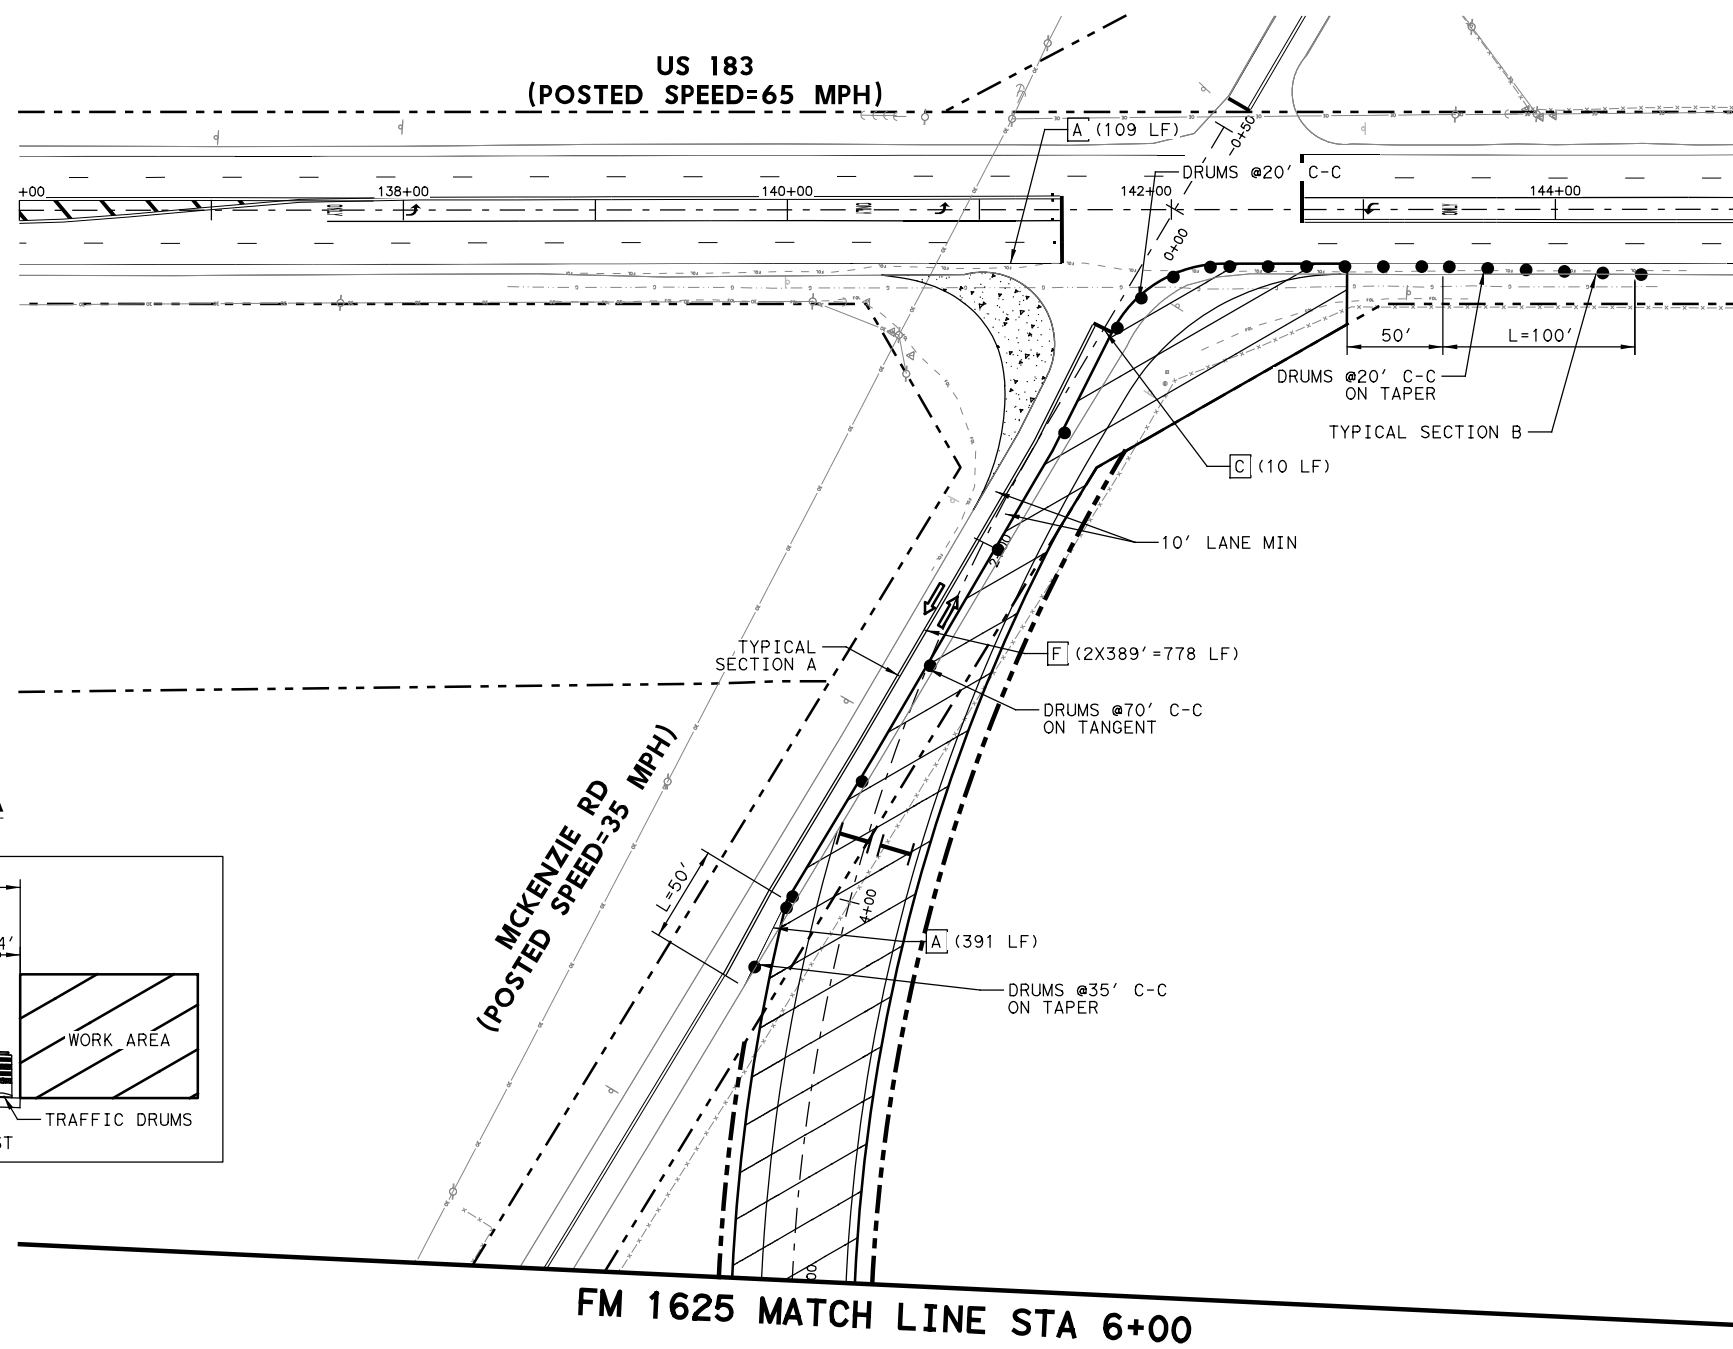 US 183
(POSTED SPEED=65 MPH)
A (109 LF)
-0+50
DRUMS @20' C-C
+00
138+00
140+00
142+00
144+00
0+00
50'
L=100'
DRUMS @20' C-C
ON TAPER
TYPICAL SECTION B
C (10 LF)
10' LANE MIN
TYPICAL
SECTION A
F (2X389'=778 LF)
DRUMS @70' C-C
ON TANGENT
MCKENZIE RD
(POSTED SPEED=35 MPH)
L=50'
4+00
A (391 LF)
DRUMS @35' C-C
ON TAPER
A
4'
WORK AREA
TRAFFIC DRUMS
ST
00
FM 1625 MATCH LINE STA 6+00